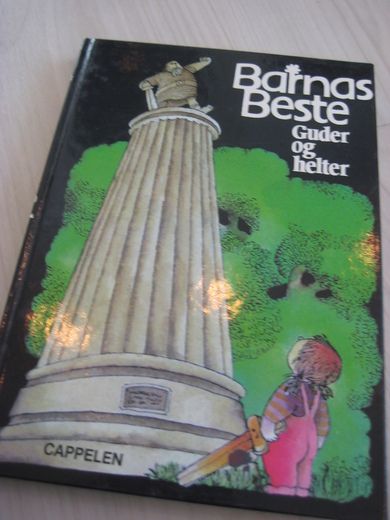 Barnas
Beste
Guder
og
helter
CAPPELEN